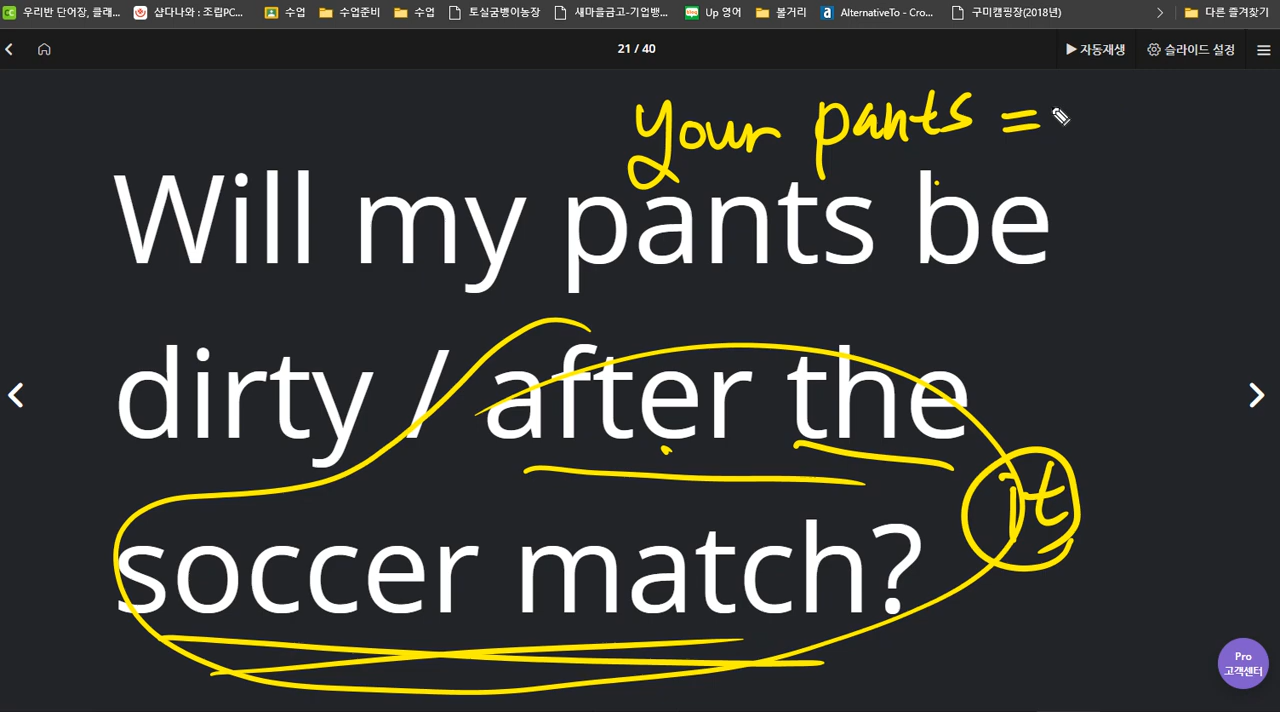 우리반 단어장, 클래... 샵다나와 : 조립PC... 수업 수업준비 수업 토실굼벵이농장 새마을금고-기업뱅... Up 영어 볼거리 AlternativeTo - Cro... 구미캠핑장(2018년) 다른 즐겨찾기
21 / 40 자동재생 슬라이드 설정
your pants =
Will my pants be
dirty / after the
it
soccer match?
Pro
고객센터